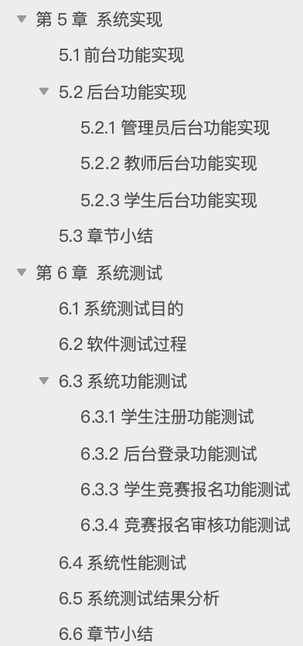 第 5 章 系统实现
5.1 前台功能实现
5.2 后台功能实现
5.2.1 管理员后台功能实现
5.2.2 教师后台功能实现
5.2.3 学生后台功能实现
5.3 章节小结
第 6 章 系统测试
6.1 系统测试目的
6.2 软件测试过程
6.3 系统功能测试
6.3.1 学生注册功能测试
6.3.2 后台登录功能测试
6.3.3 学生竞赛报名功能测试
6.3.4 竞赛报名审核功能测试
6.4 系统性能测试
6.5 系统测试结果分析
6.6 章节小结